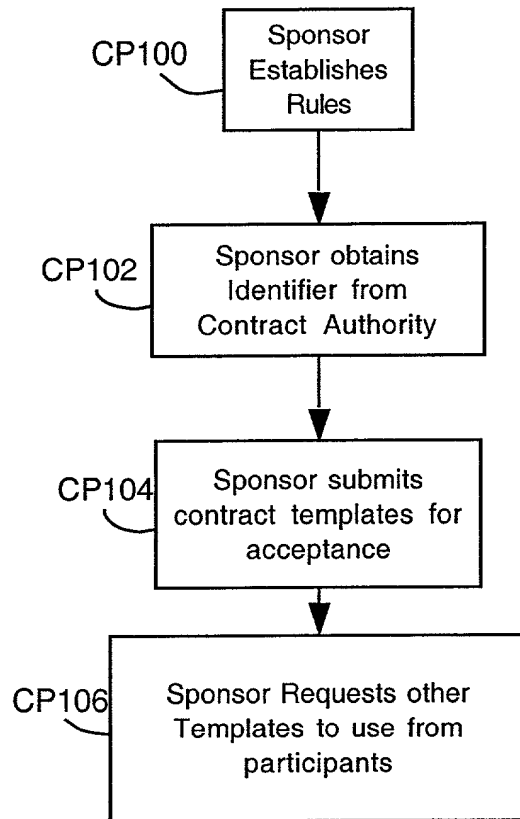 CP100
Sponsor
Establishes
Rules
CP102
Sponsor obtains
Identifier from
Contract Authority
CP104
Sponsor submits
contract templates for
acceptance
CP106
Sponsor Requests other
Templates to use from
participants